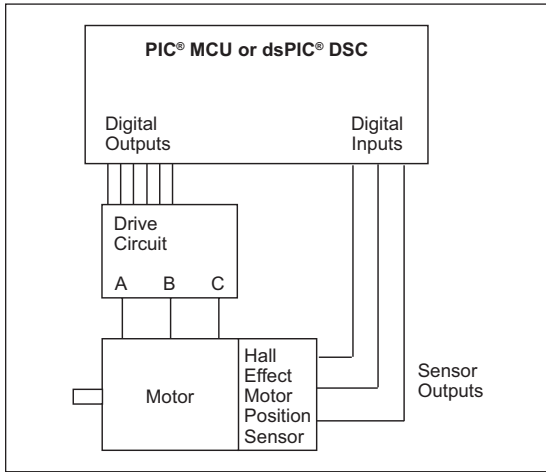 PIC® MCU or dsPIC® DSC
Digital
Outputs
Digital
Inputs
Drive
Circuit
A B C
Motor
Hall
Effect
Motor
Position
Sensor
Sensor
Outputs